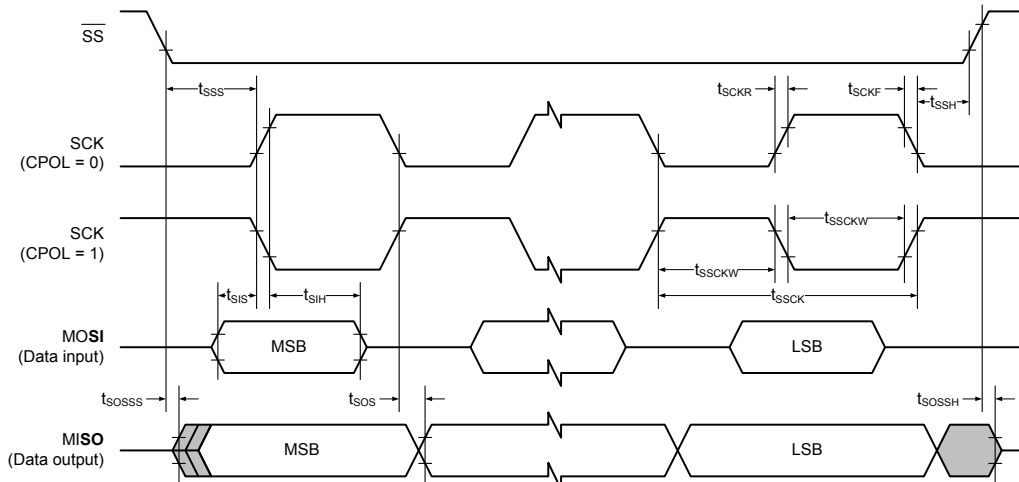 SS
tSSS
tSCKR
tSCKF
tSSH
SCK
(CPOL = 0)
SCK
(CPOL = 1)
tSSCKW
tSSCKW
tSIS
tSIH
tSSCK
MOSI
(Data input)
MSB
LSB
tSOSSS
tSOS
tSOSSH
MISO
(Data output)
MSB
LSB